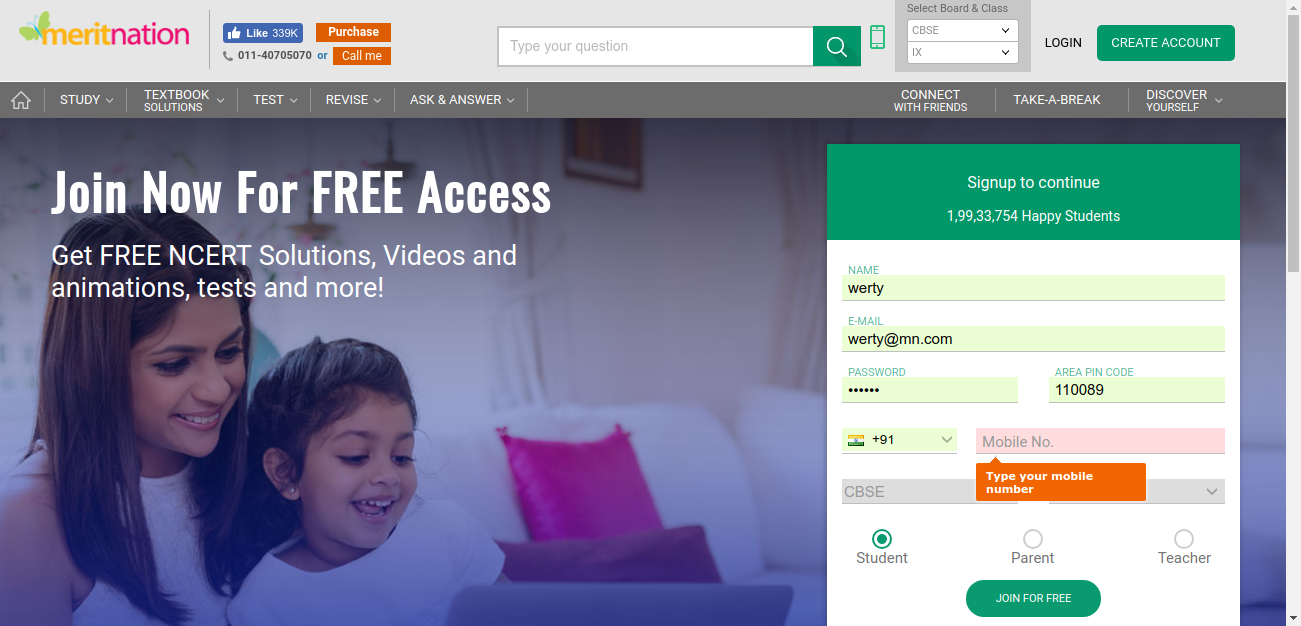 meritnation
Like 339K
Purchase
011-40705070 or Call me
Type your question
Select Board & Class
CBSE
IX
LOGIN
CREATE ACCOUNT
STUDY
TEXTBOOK
SOLUTIONS
TEST
REVISE
ASK & ANSWER
CONNECT
WITH FRIENDS
TAKE-A-BREAK
DISCOVER
YOURSELF
Join Now For FREE Access
Get FREE NCERT Solutions, Videos and
animations, tests and more!
Signup to continue
1,99,33,754 Happy Students
NAME
werty
E-MAIL
werty@mn.com
PASSWORD
••••••
AREA PIN CODE
110089
+91
Mobile No.
Type your mobile
number
CBSE
Student
Parent
Teacher
JOIN FOR FREE